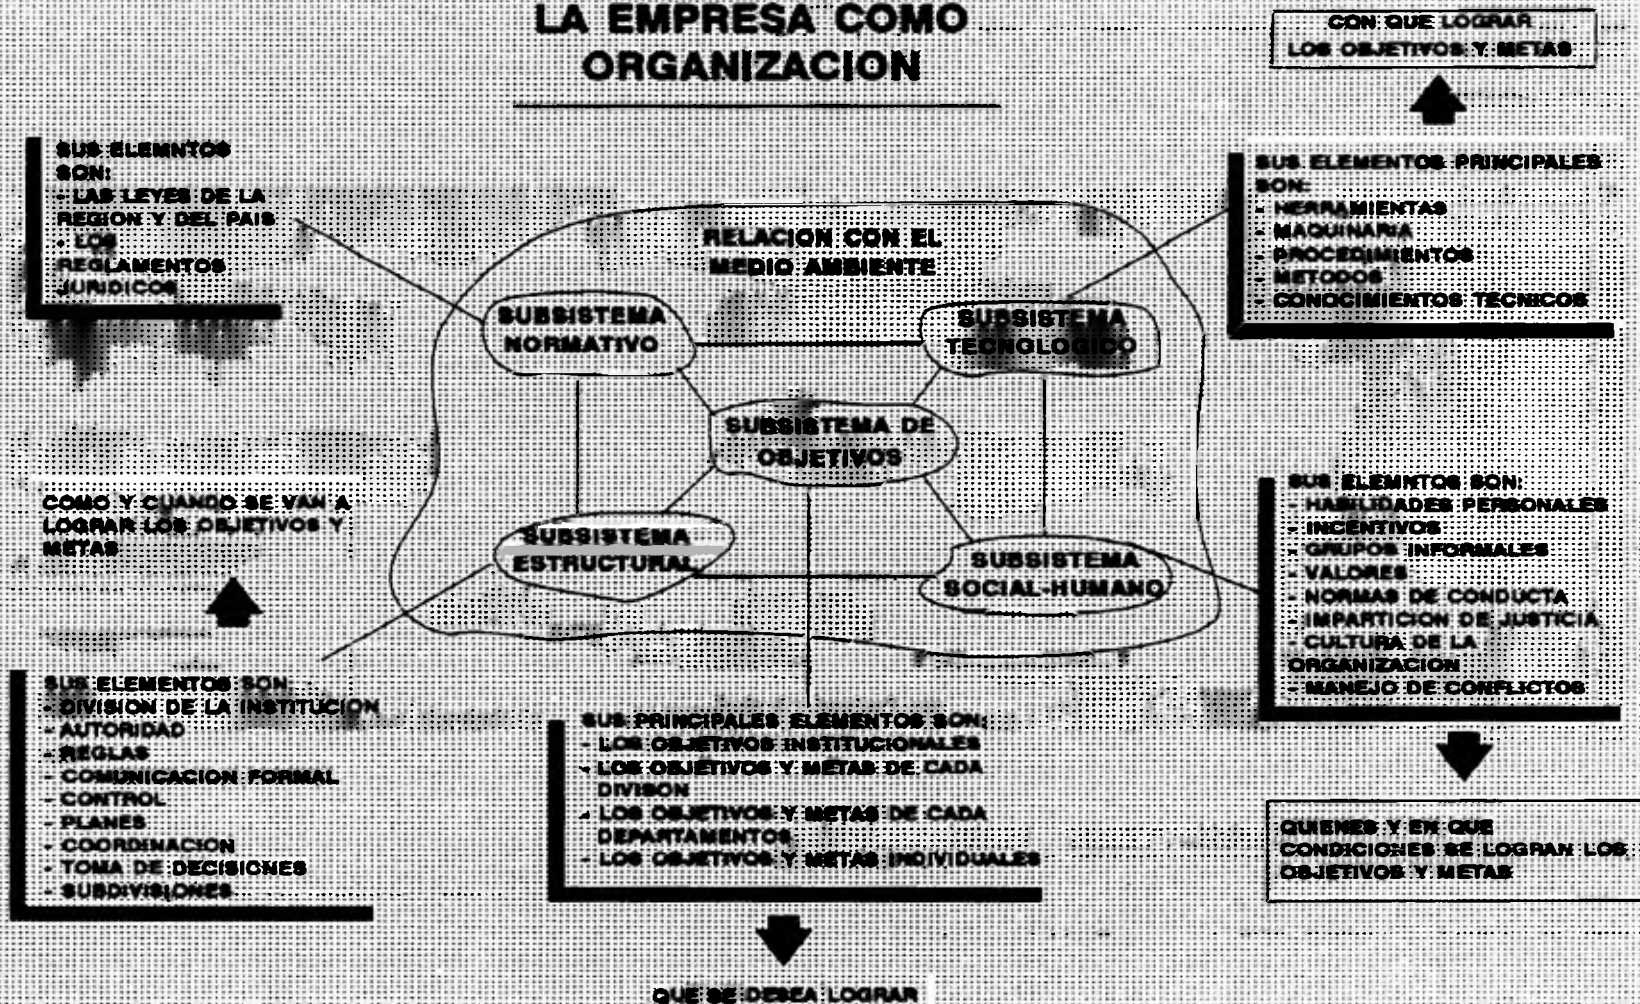 LA EMPRESA COMO
ORGANIZACION
CON QUE LOGRAR
LOS OBJETIVOS Y METAS
SUS ELEMNTOS
SON:
- LAS LEYES DE LA
REGION Y DEL PAIS
- LOS
REGLAMENTOS
JURIDICOS
SUS ELEMENTOS PRINCIPALES
SON:
- HERRAMIENTAS
- MAQUINARIA
- PROCEDIMIENTOS
- METODOS
- CONOCIMIENTOS TECNICOS
RELACION CON EL
MEDIO AMBIENTE
SUBSISTEMA
NORMATIVO
SUBSISTEMA
TECNOLOGICO
SUBSISTEMA DE
OBJETIVOS
SUBSISTEMA
ESTRUCTURAL
SUBSISTEMA
SOCIAL-HUMANO
COMO Y CUANDO SE VAN A
LOGRAR LOS OBJETIVOS Y
METAS
SUS ELEMNTOS SON:
- HABILIDADES PERSONALES
- INCENTIVOS
- GRUPOS INFORMALES
- VALORES
- NORMAS DE CONDUCTA
- IMPARTICION DE JUSTICIA
- CULTURA DE LA
ORGANIZACION
- MANEJO DE CONFLICTOS
SUS ELEMENTOS SON:
- DIVISION DE LA INSTITUCION
- AUTORIDAD
- REGLAS
- COMUNICACION FORMAL
- CONTROL
- PLANES
- COORDINACION
- TOMA DE DECISIONES
- SUBDIVISIONES
SUS PRINCIPALES ELEMENTOS SON:
- LOS OBJETIVOS INSTITUCIONALES
- LOS OBJETIVOS Y METAS DE CADA
DIVISON
- LOS OBJETIVOS Y METAS DE CADA
DEPARTAMENTOS
- LOS OBJETIVOS Y METAS INDIVIDUALES
QUIENES Y EN QUE
CONDICIONES SE LOGRAN LOS
OBJETIVOS Y METAS
QUE SE DESEA LOGRAR